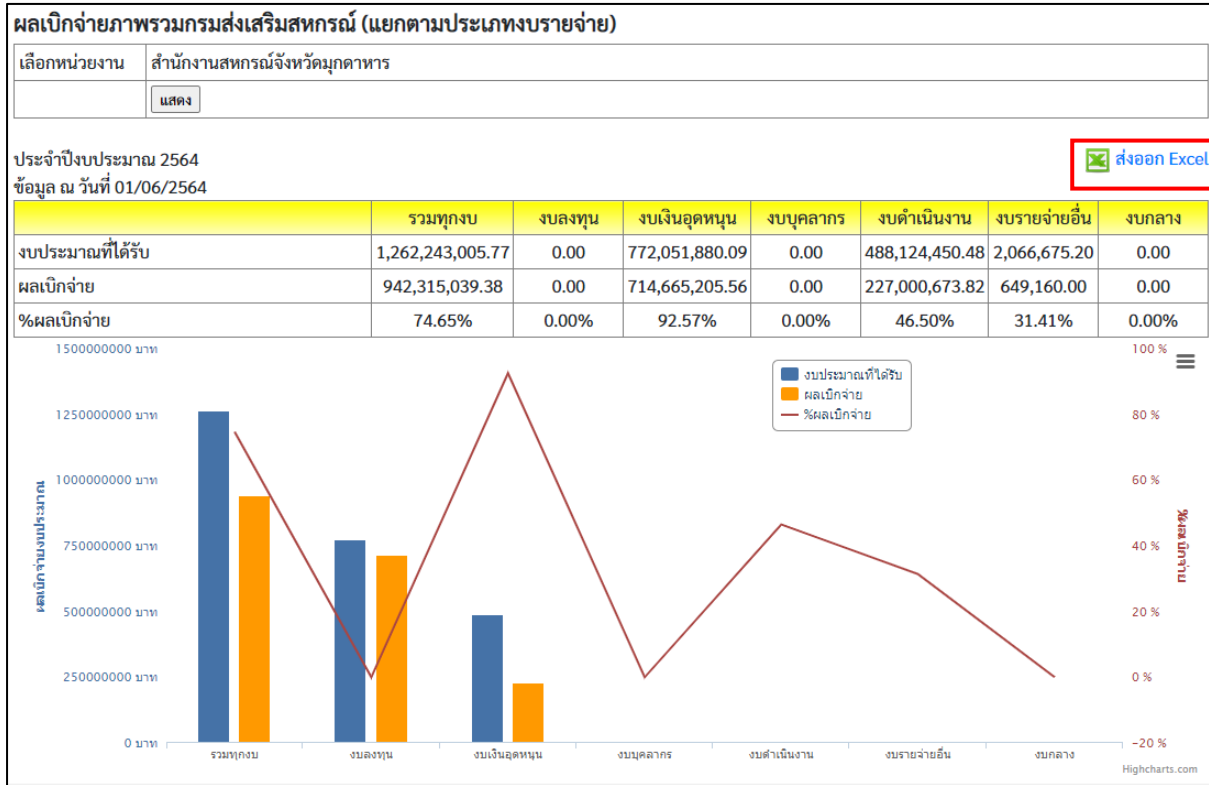 ผลเบิกจ่ายภาพรวมกรมส่งเสริมสหกรณ์ (แยกตามประเภทงบรายจ่าย)
เลือกหน่วยงาน สำนักงานสหกรณ์จังหวัดมุกดาหาร
แสดง
ประจำปีงบประมาณ 2564
ส่งออก Excel
ข้อมูล ณ วันที่ 01/06/2564
รวมทุกงบ งบลงทุน งบเงินอุดหนุน งบบุคลากร งบดำเนินงาน งบรายจ่ายอื่น งบกลาง
งบประมาณที่ได้รับ 1,262,243,005.77 0.00 772,051,880.09 0.00 488,124,450.48 2,066,675.20 0.00
ผลเบิกจ่าย 942,315,039.38 0.00 714,665,205.56 0.00 227,000,673.82 649,160.00 0.00
%ผลเบิกจ่าย 74.65% 0.00% 92.57% 0.00% 46.50% 31.41% 0.00%
1500000000 บาท
1250000000 บาท
1000000000 บาท
750000000 บาท
500000000 บาท
250000000 บาท
0 บาท
ผลเบิกจ่ายงบประมาณ
งบประมาณที่ได้รับ
ผลเบิกจ่าย
%ผลเบิกจ่าย
100 %
80 %
60 %
40 %
20 %
0 %
-20 %
%ผลเบิกจ่าย
รวมทุกงบ งบลงทุน งบเงินอุดหนุน งบบุคลากร งบดำเนินงาน งบรายจ่ายอื่น งบกลาง
Highcharts.com